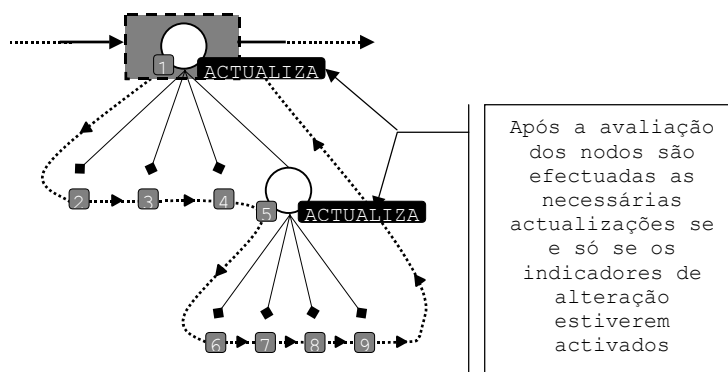 1
ACTUALIZA
2
3
4
5
ACTUALIZA
6
7
8
9
Após a avaliação
dos nodos são
efectuadas as
necessárias
actualizações se
e só se os
indicadores de
alteração
estiverem
activados